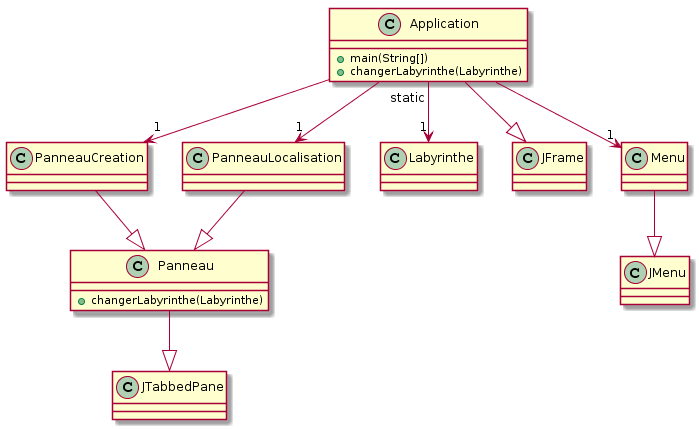 C Application
main(String[])
changerLabyrinthe(Labyrinthe)
static
1
1
1
1
C PanneauCreation
C PanneauLocalisation
C Labyrinthe
C JFrame
C Menu
C Panneau
changerLabyrinthe(Labyrinthe)
C JMenu
C JTabbedPane